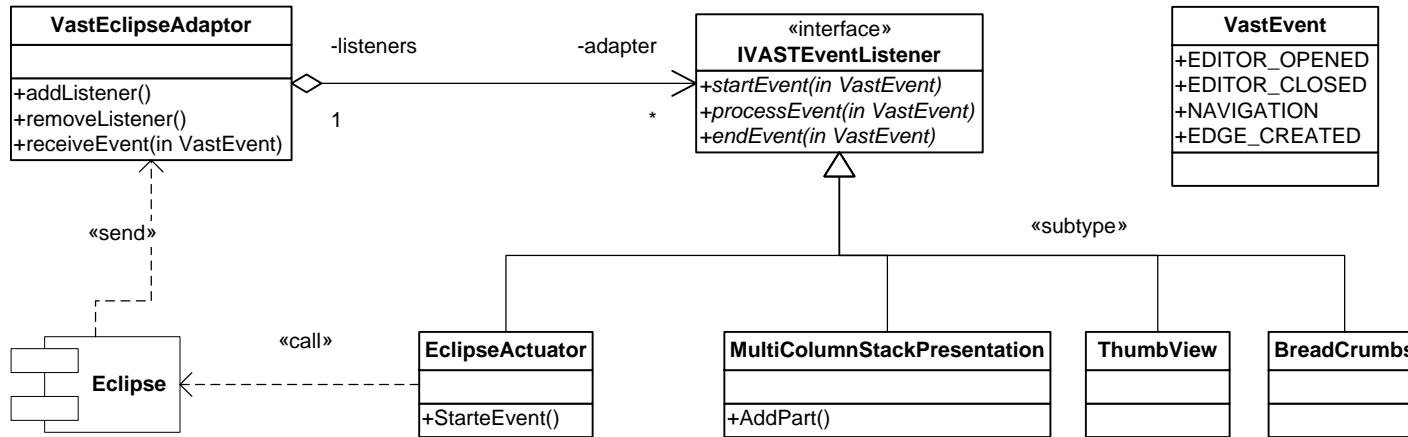 VastEclipseAdaptor
+addListener()
+removeListener()
+receiveEvent(in VastEvent)
-listeners
-adapter
1
*
«interface»
IVASTEventListener
+startEvent(in VastEvent)
+processEvent(in VastEvent)
+endEvent(in VastEvent)
VastEvent
+EDITOR_OPENED
+EDITOR_CLOSED
+NAVIGATION
+EDGE_CREATED
«send»
«subtype»
Eclipse
«call»
EclipseActuator
+StarteEvent()
MultiColumnStackPresentation
+AddPart()
ThumbView
BreadCrumbs